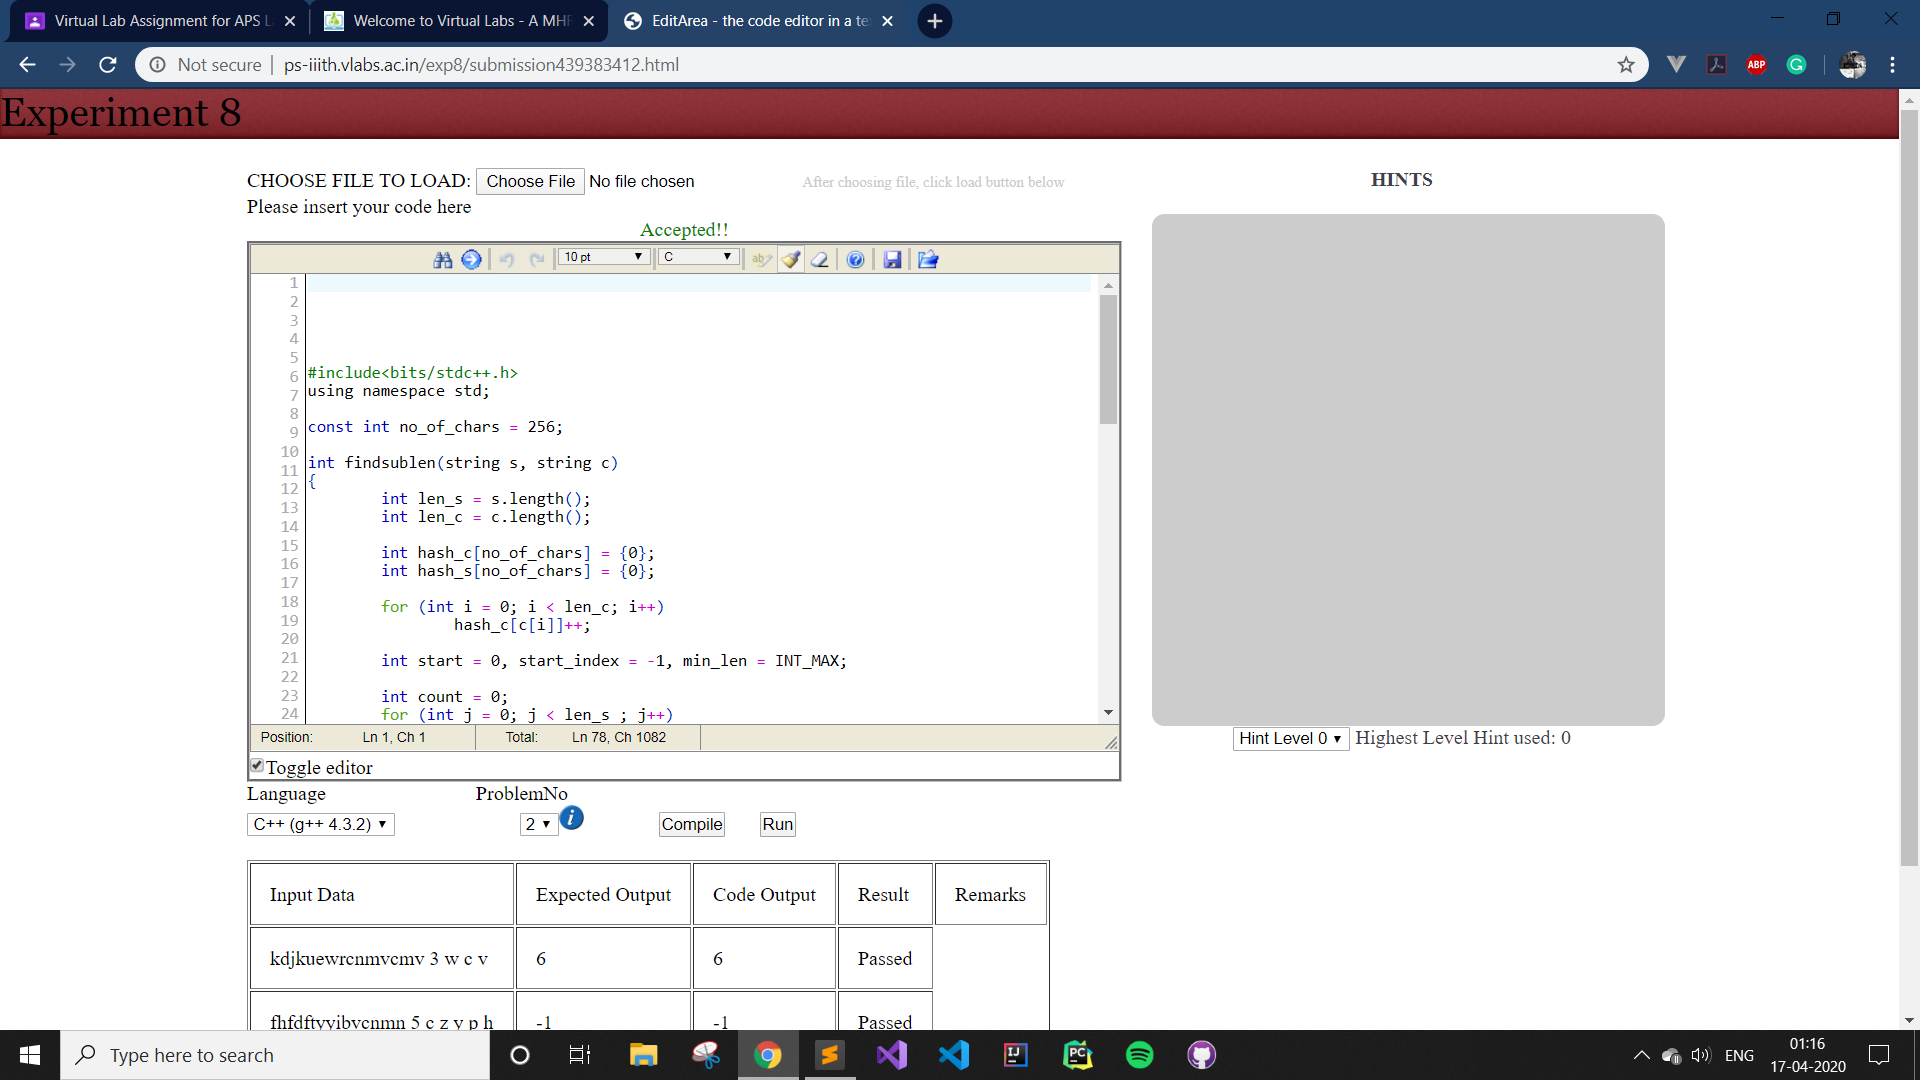 Virtual Lab Assignment for APS L
Welcome to Virtual Labs - A MHR
EditArea - the code editor in a te
Not secure
ps-iiith.vlabs.ac.in/exp8/submission439383412.html
ABP
Experiment 8
CHOOSE FILE TO LOAD: Choose File No file chosen
After choosing file, click load button below
HINTS
Please insert your code here
Accepted!!
10 pt
C
1
2
3
4
5
6 #include<bits/stdc++.h>
7 using namespace std;
8
9 const int no_of_chars = 256;
10
11 int findsublen(string s, string c)
12 {
13 int len_s = s.length();
14 int len_c = c.length();
15
16 int hash_c[no_of_chars] = {0};
17 int hash_s[no_of_chars] = {0};
18
19 for (int i = 0; i < len_c; i++)
20 hash_c[c[i]]++;
21
22 int start = 0, start_index = -1, min_len = INT_MAX;
23
24 int count = 0;
for (int j = 0; j < len_s ; j++)
Position: Ln 1, Ch 1 Total: Ln 78, Ch 1082
Toggle editor
Hint Level 0 Highest Level Hint used: 0
Language ProblemNo
C++ (g++ 4.3.2) 2 i Compile Run
Input Data Expected Output Code Output Result Remarks
kdjkuewrcnmvcmv 3 w c v 6 6 Passed
fhfdftyvibvcnmn 5 c z v p h -1 -1 Passed
Type here to search
IJ
PC
ENG
01:16
17-04-2020